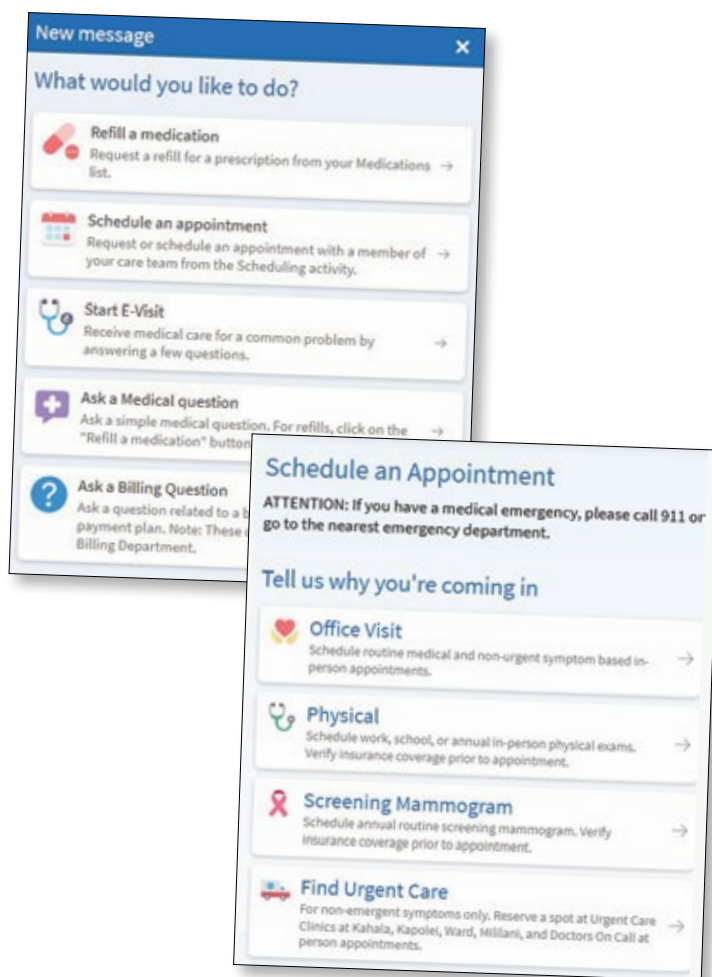 New message
What would you like to do?
Refill a medication
Request a refill for a prescription from your Medications
list.
Schedule an appointment
Request or schedule an appointment with a member of
your care team from the Scheduling activity.
Start E-Visit
Receive medical care for a common problem by
answering a few questions.
Ask a Medical question
Ask a simple medical question. For refills, click on the
"Refill a medication" button
Ask a Billing Question
Ask a question related to a b
payment plan. Note: These
Billing Department.
Schedule an Appointment
ATTENTION: If you have a medical emergency, please call 911 or
go to the nearest emergency department.
Tell us why you're coming in
Office Visit
Schedule routine medical and non-urgent symptom based in-
person appointments.
Physical
Schedule work, school, or annual in-person physical exams.
Verify insurance coverage prior to appointment.
Screening Mammogram
Schedule annual routine screening mammogram. Verify
insurance coverage prior to appointment.
Find Urgent Care
For non-emergent symptoms only. Reserve a spot at Urgent Care
Clinics at Kahala, Kapolei, Ward, Mililani, and Doctors On Call at
person appointments.